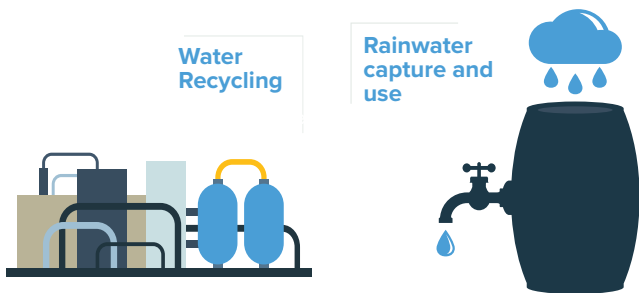 Water
Recycling
Rainwater
capture and
use